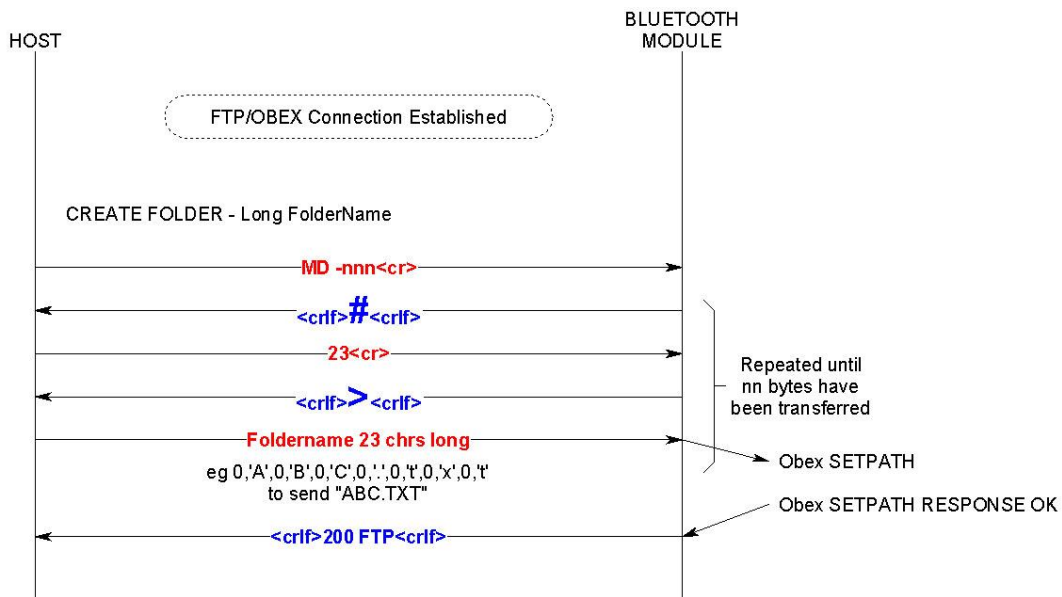 HOST
BLUETOOTH
MODULE
FTP/OBEX Connection Established
CREATE FOLDER - Long FolderName
MD -nnn<cr>
<crlf>#<crlf>
23<cr>
<crlf>><crlf>
Repeated until
nn bytes have
been transferred
Foldername 23 chrs long
eg 0,'A',0,'B',0,'C',0,'.',0,'t',0,'x',0,'t'
to send "ABC.TXT"
Obex SETPATH
Obex SETPATH RESPONSE OK
<crlf>200 FTP<crlf>